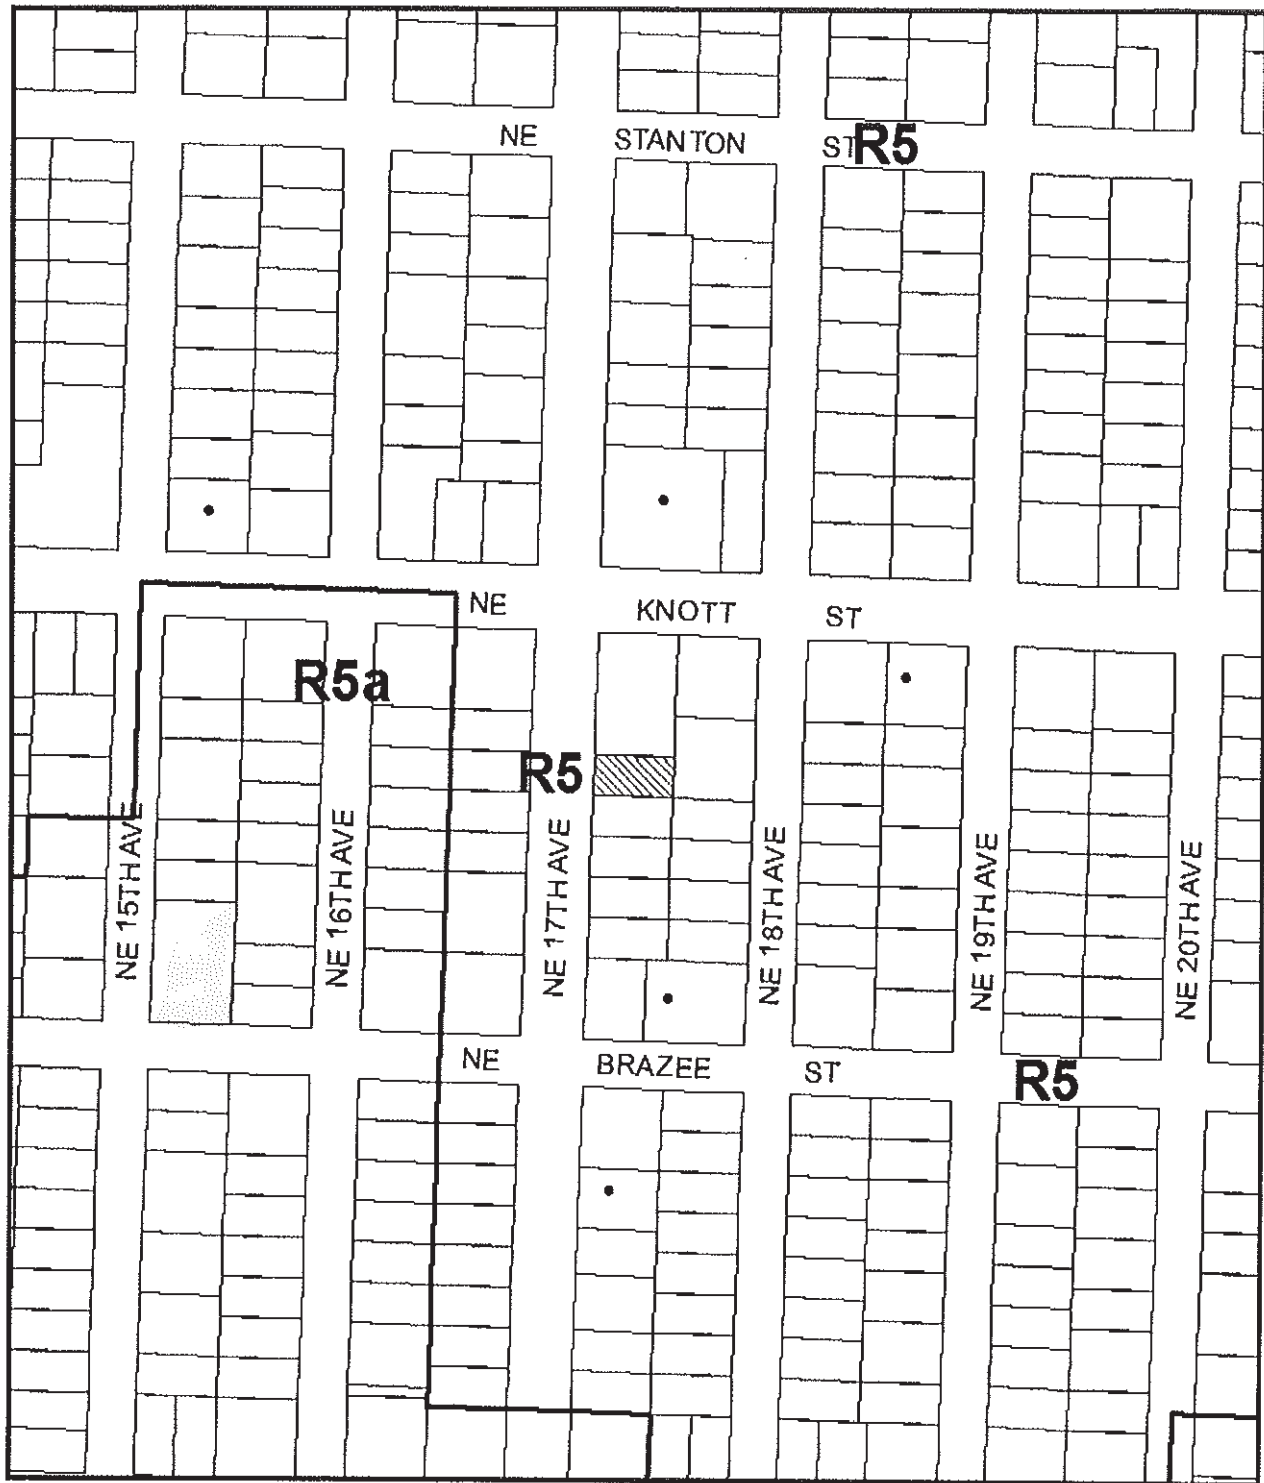 NE STANTON ST
R5
NE KNOTT ST
R5a
R5
NE 15TH AVE
NE 16TH AVE
NE 17TH AVE
NE 18TH AVE
NE 19TH AVE
NE 20TH AVE
NE BRAZEE ST
R5